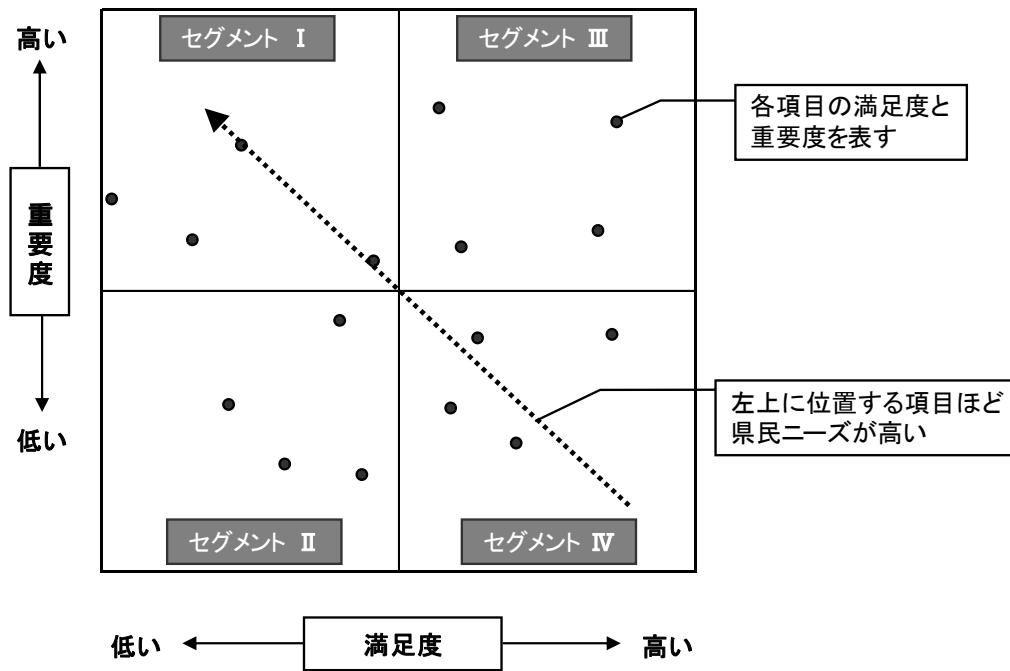 高い
セグメント Ⅰ
セグメント Ⅲ
各項目の満足度と
重要度を表す
重要度
左上に位置する項目ほど
県民ニーズが高い
低い
セグメント Ⅱ
セグメント Ⅳ
低い
満足度
高い